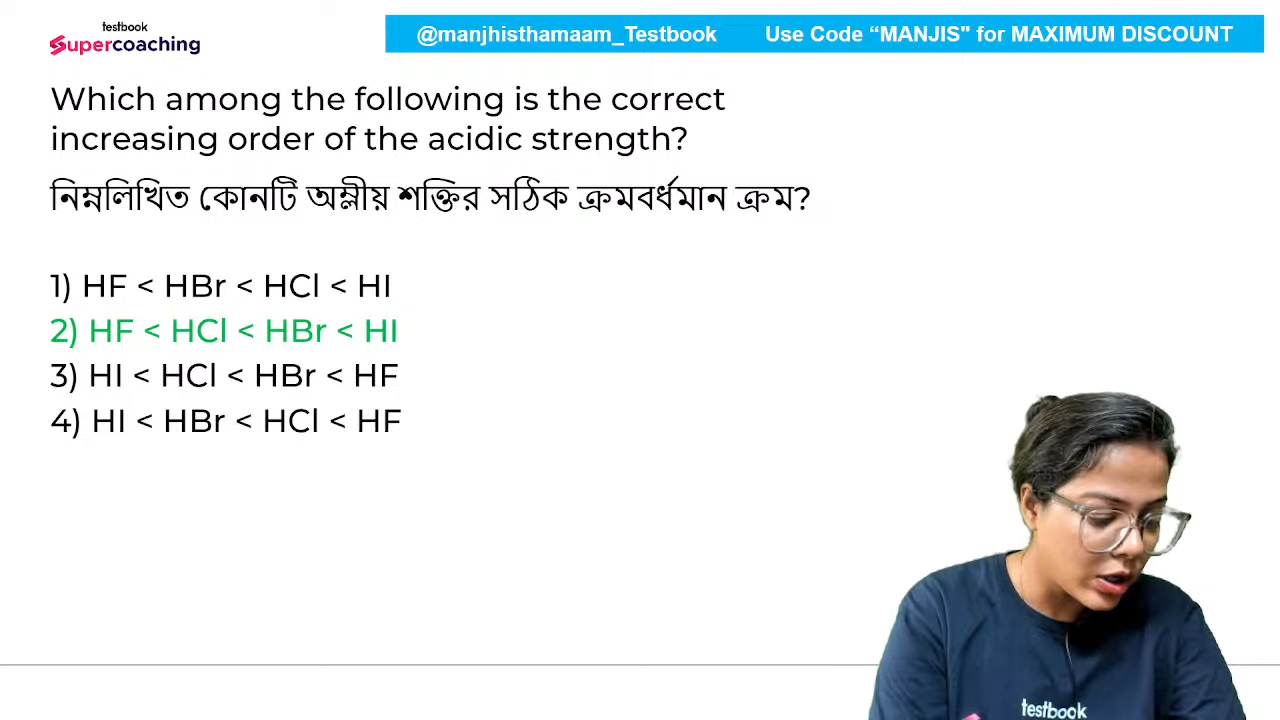 testbook
Supercoaching
@manjhisthamaam_Testbook Use Code “MANJIS" for MAXIMUM DISCOUNT
Which among the following is the correct
increasing order of the acidic strength?
নিম্নলিখিত কোনটি অম্লীয় শক্তির সঠিক ক্রমবর্ধমান ক্রম?
1) HF < HBr < HCl < HI
2) HF < HCl < HBr < HI
3) HI < HCl < HBr < HF
4) HI < HBr < HCl < HF
testbook